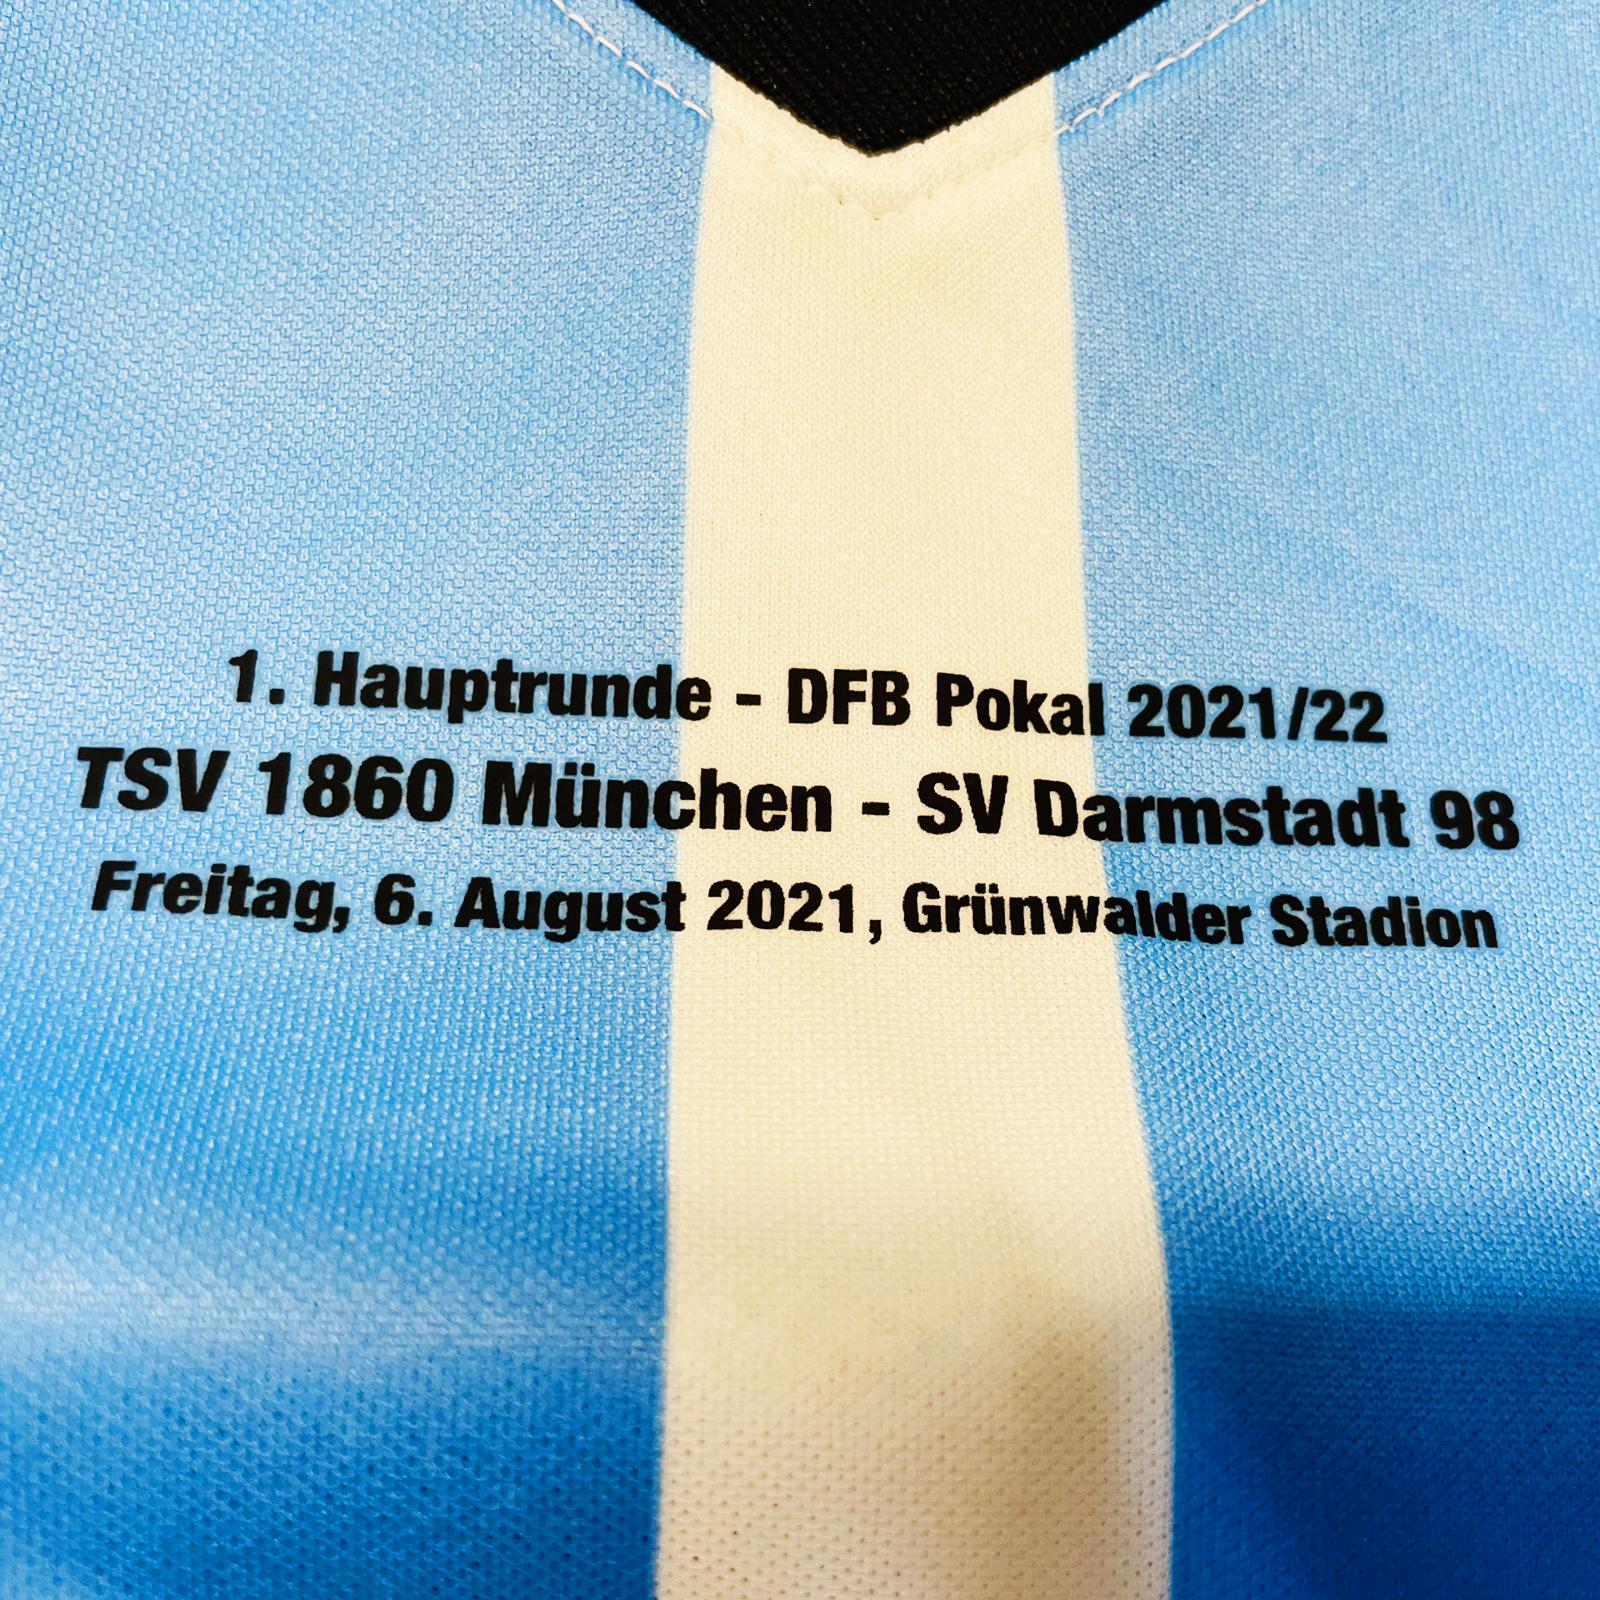 1. Hauptrunde - DFB Pokal 2021/22
TSV 1860 München - SV Darmstadt 98
Freitag, 6. August 2021, Grünwalder Stadion